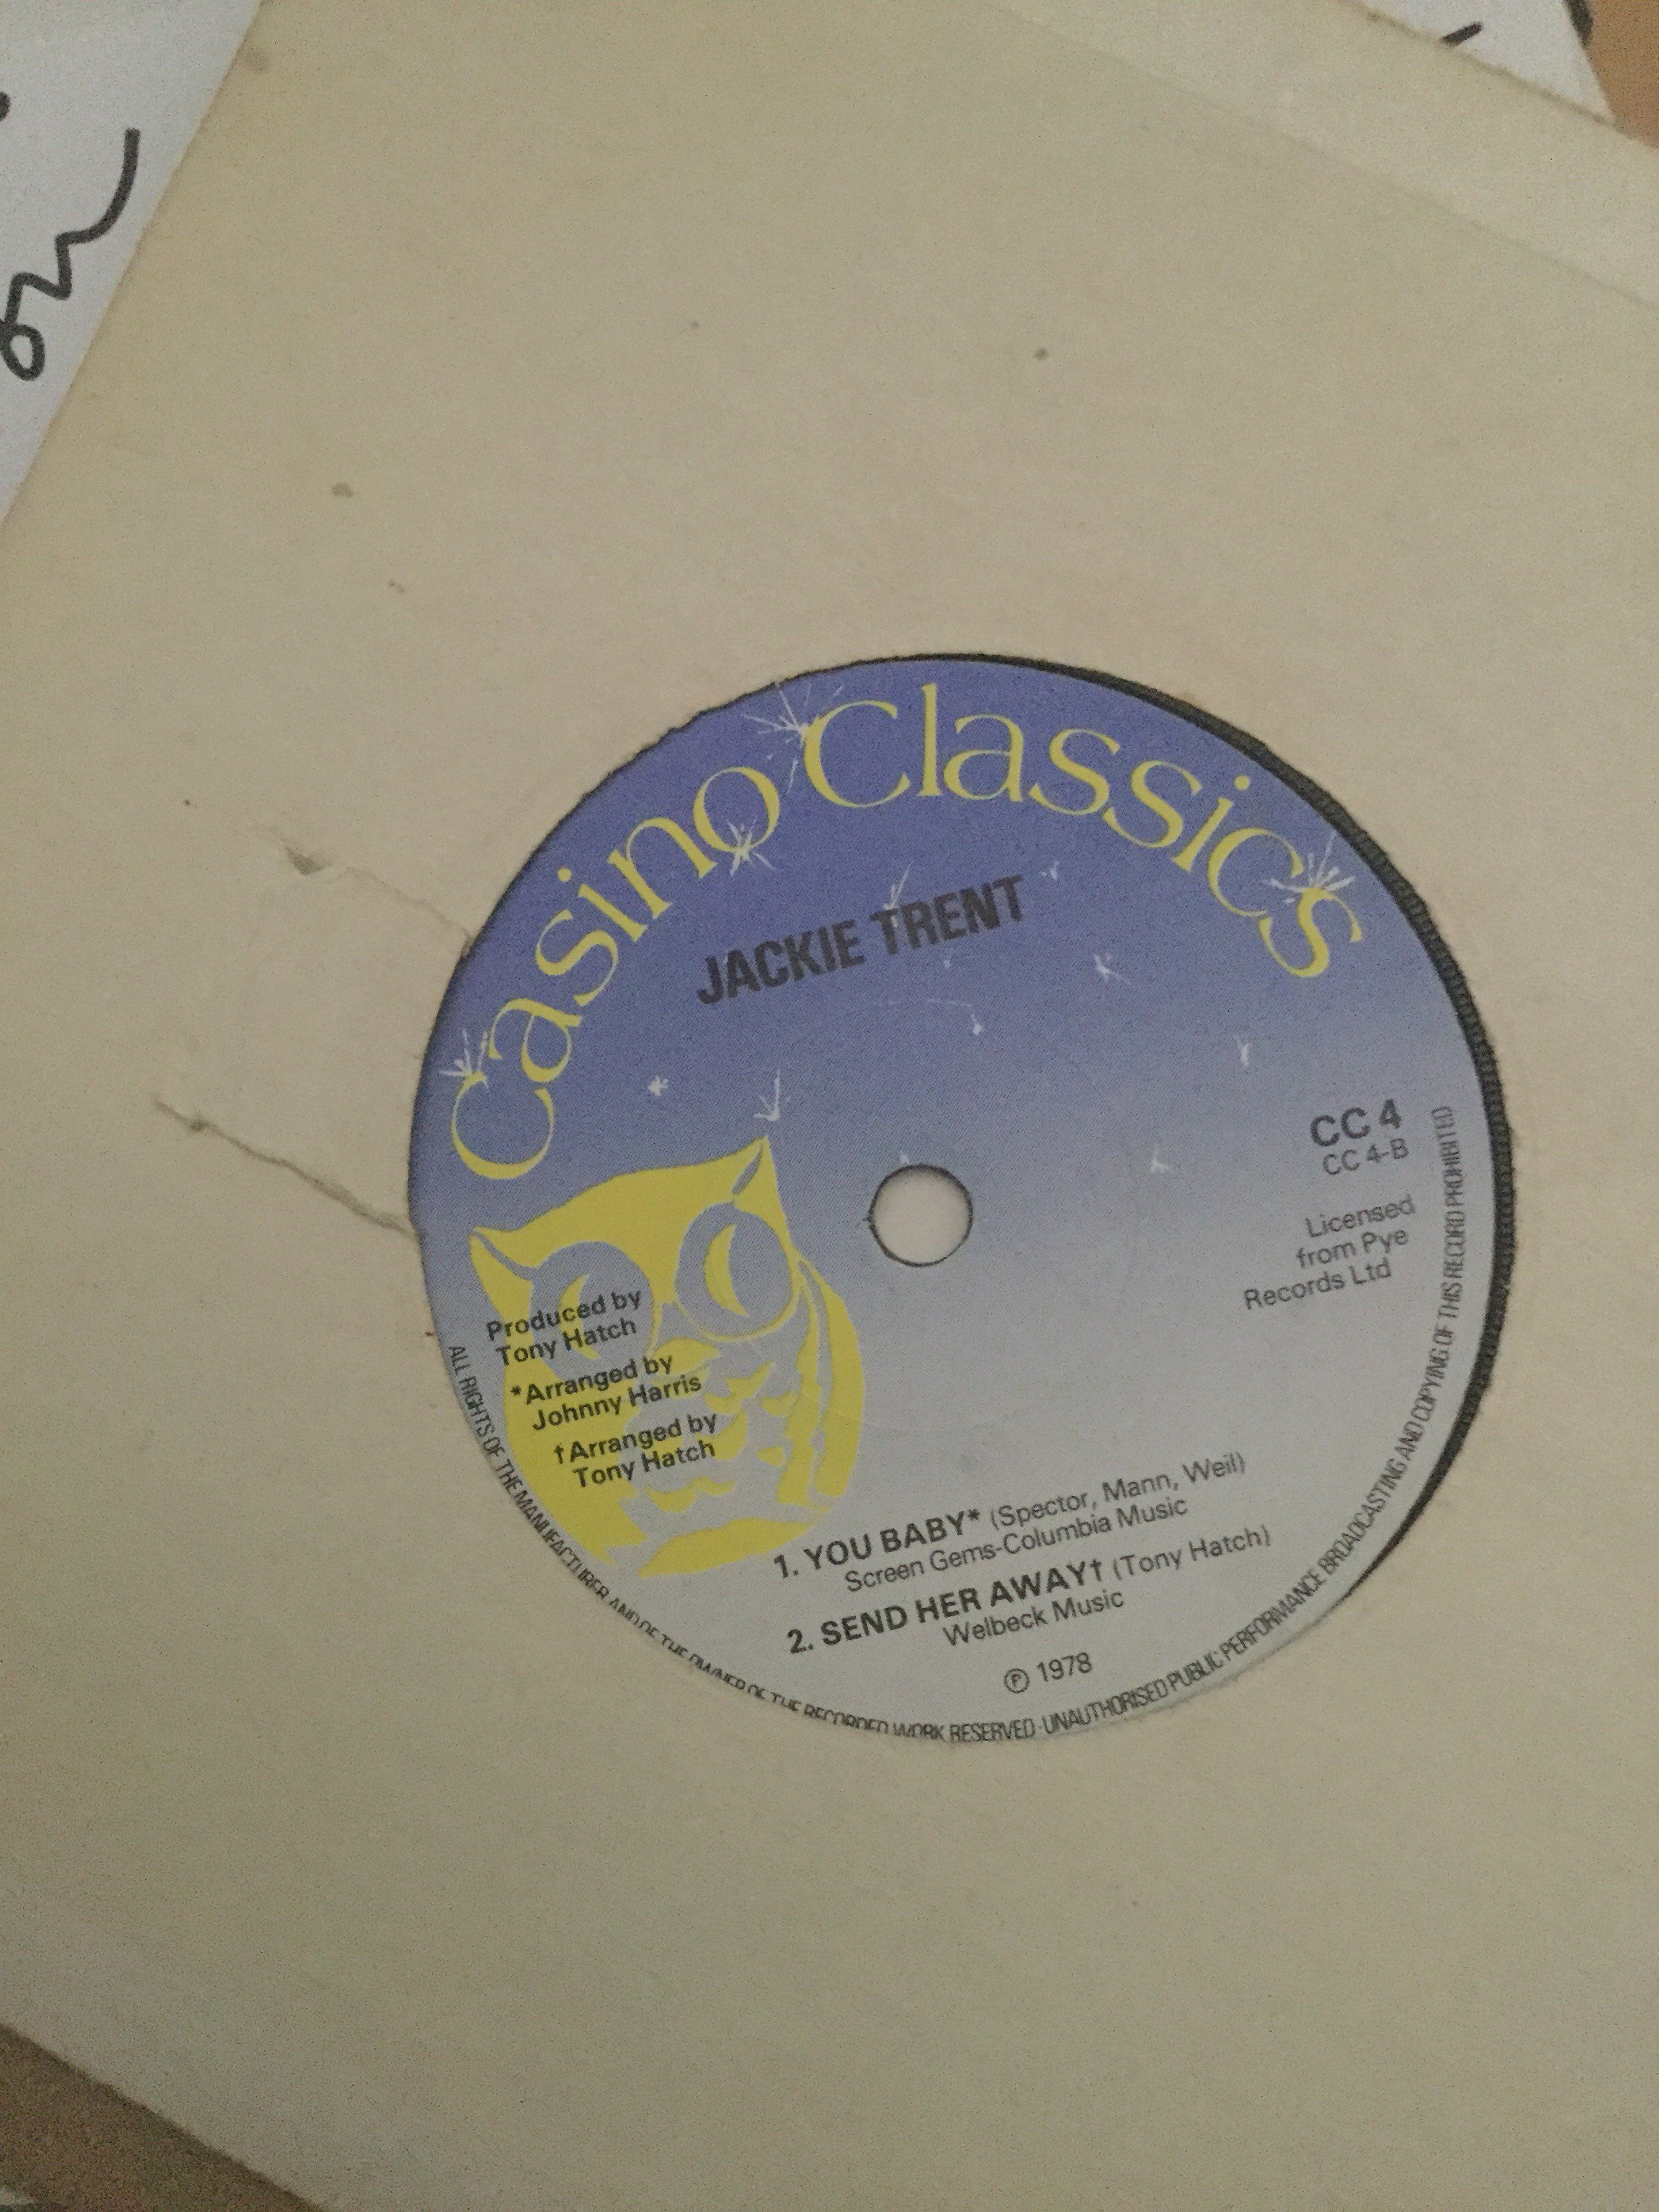 Casino Classics
JACKIE TRENT
CC 4
CC 4-B
Licensed
from Pye
Records Ltd
Produced by
Tony Hatch
*Arranged by
Johnny Harris
†Arranged by
Tony Hatch
1. YOU BABY* (Spector, Mann, Weil)
Screen Gems-Columbia Music
2. SEND HER AWAY† (Tony Hatch)
Welbeck Music
℗ 1978
ALL RIGHTS OF THE MANUFACTURER AND OF THE OWNER OF THE RECORDED WORK RESERVED · UNAUTHORISED PUBLIC PERFORMANCE BROADCASTING AND COPYING OF THIS RECORD PROHIBITED